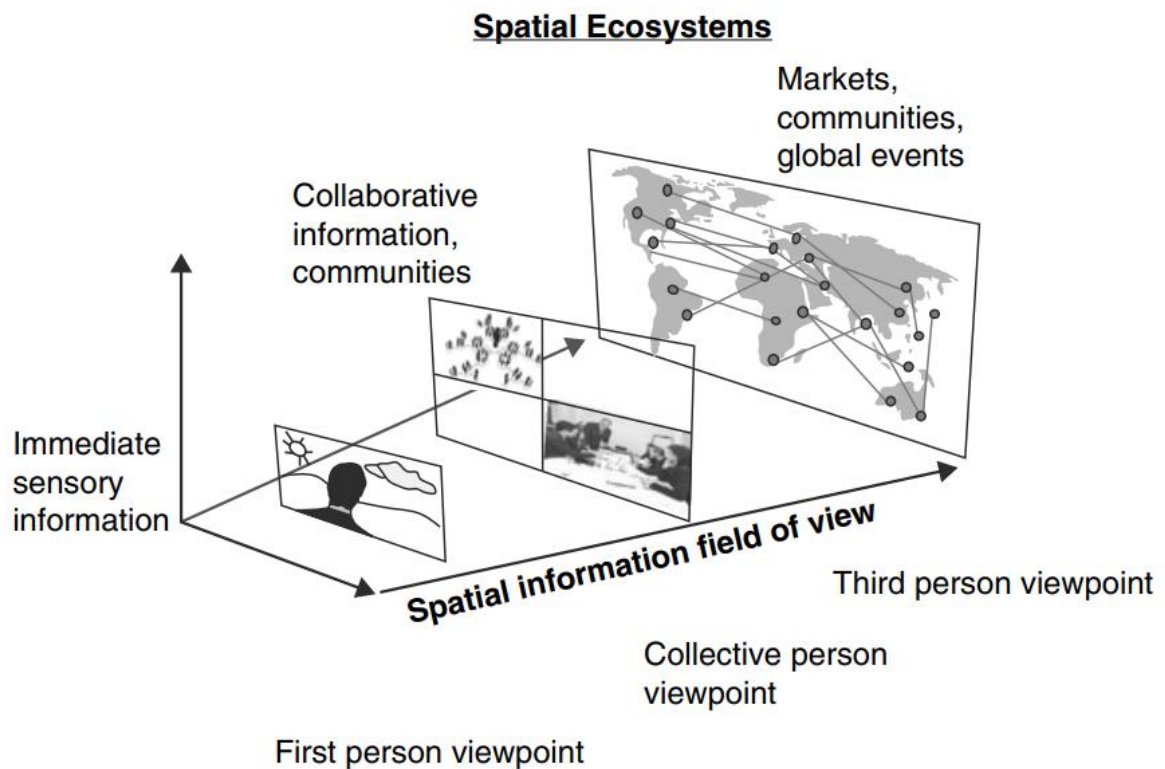 Spatial Ecosystems
Markets,
communities,
global events
Collaborative
information,
communities
Immediate
sensory
information
Spatial information field of view
Third person viewpoint
Collective person
viewpoint
First person viewpoint